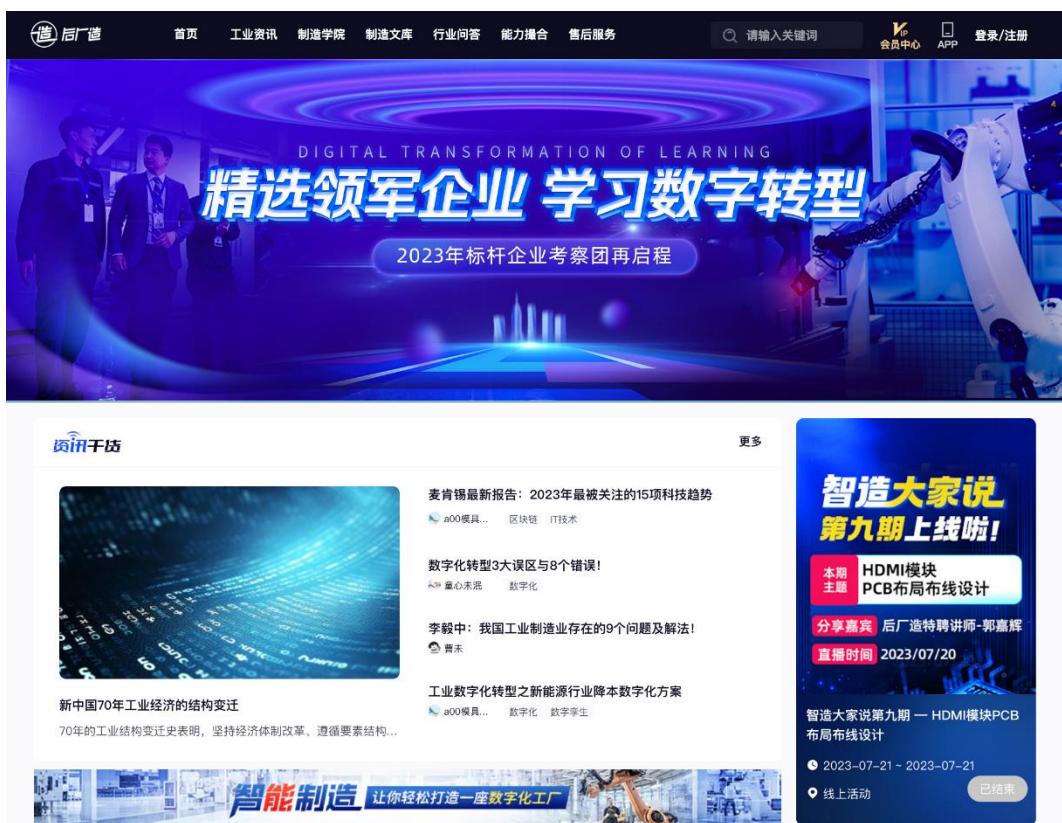 造 后厂造
首页 工业资讯 制造学院 制造文库 行业问答 能力撮合 售后服务
请输入关键词
VIP
会员中心
APP
登录/注册
DIGITAL TRANSFORMATION OF LEARNING
精选领军企业 学习数字转型
2023年标杆企业考察团再启程
资讯干货
更多
新中国70年工业经济的结构变迁
70年的工业结构变迁史表明，坚持经济体制改革、遵循要素结构...
麦肯锡最新报告：2023年最被关注的15项科技趋势
a00模具... 区块链 IT技术
数字化转型3大误区与8个错误！
童心未泯 数字化
李毅中：我国工业制造业存在的9个问题及解法！
曹未
工业数字化转型之新能源行业降本数字化方案
a00模具... 数字化 数字孪生
智能制造 让你轻松打造一座数字化工厂
智造大家说
第九期上线啦！
本期
主题
HDMI模块
PCB布局布线设计
分享嘉宾 后厂造特聘讲师-郭嘉辉
直播时间 2023/07/20
智造大家说第九期 — HDMI模块PCB
布局布线设计
2023-07-21 ~ 2023-07-21
线上活动
已结束